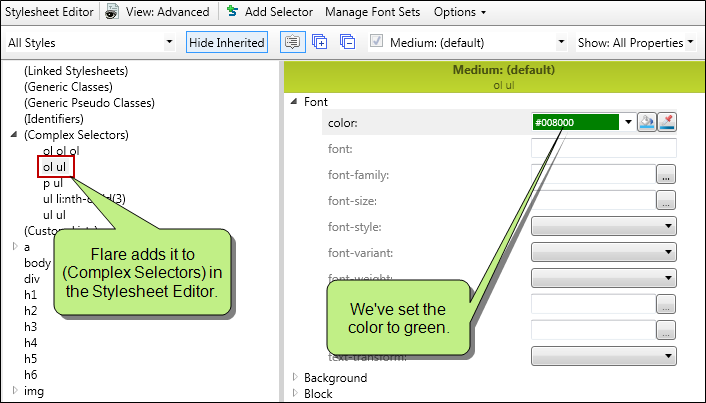 Stylesheet Editor View: Advanced Add Selector Manage Font Sets Options
All Styles Hide Inherited Medium: (default) Show: All Properties
(Linked Stylesheets)
(Generic Classes)
(Generic Pseudo Classes)
(Identifiers)
(Complex Selectors)
ol ol ol
ol ul
p ul
ul li:nth-child(3)
ul ul
(Custom
a
body
div
h1
h2
h3
h4
h5
h6
img
Flare adds it to
(Complex Selectors) in
the Stylesheet Editor.
Medium: (default)
ol ul
Font
color: #008000
font:
font-family: ...
font-size: ...
font-style:
font-variant:
font-weight:
...
...
text-transform:
Background
Block
We've set the
color to green.